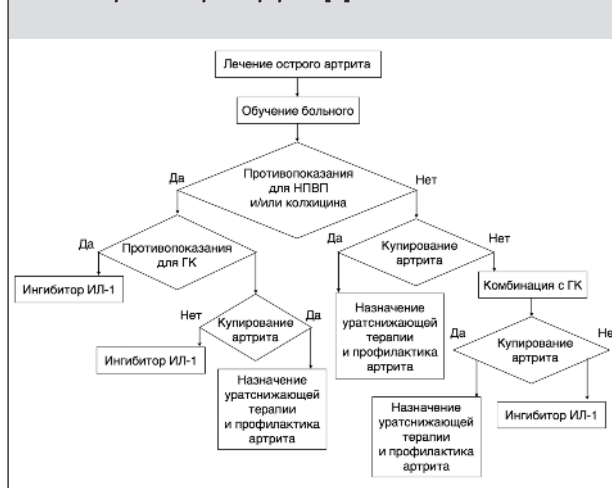 Лечение острого артрита
Обучение больного
Противопоказания
для НПВП
и/или колхицина
Да
Нет
Противопоказания
для ГК
Да
Ингибитор ИЛ-1
Купирование
артрита
Нет
Да
Ингибитор ИЛ-1
Назначение
уратснижающей
терапии
и профилактика
артрита
Купирование
артрита
Да
Нет
Назначение
уратснижающей
терапии
и профилактика
артрита
Комбинация с ГК
Купирование
артрита
Да
Назначение
уратснижающей
терапии
и профилактика
артрита
Ингибитор ИЛ-1